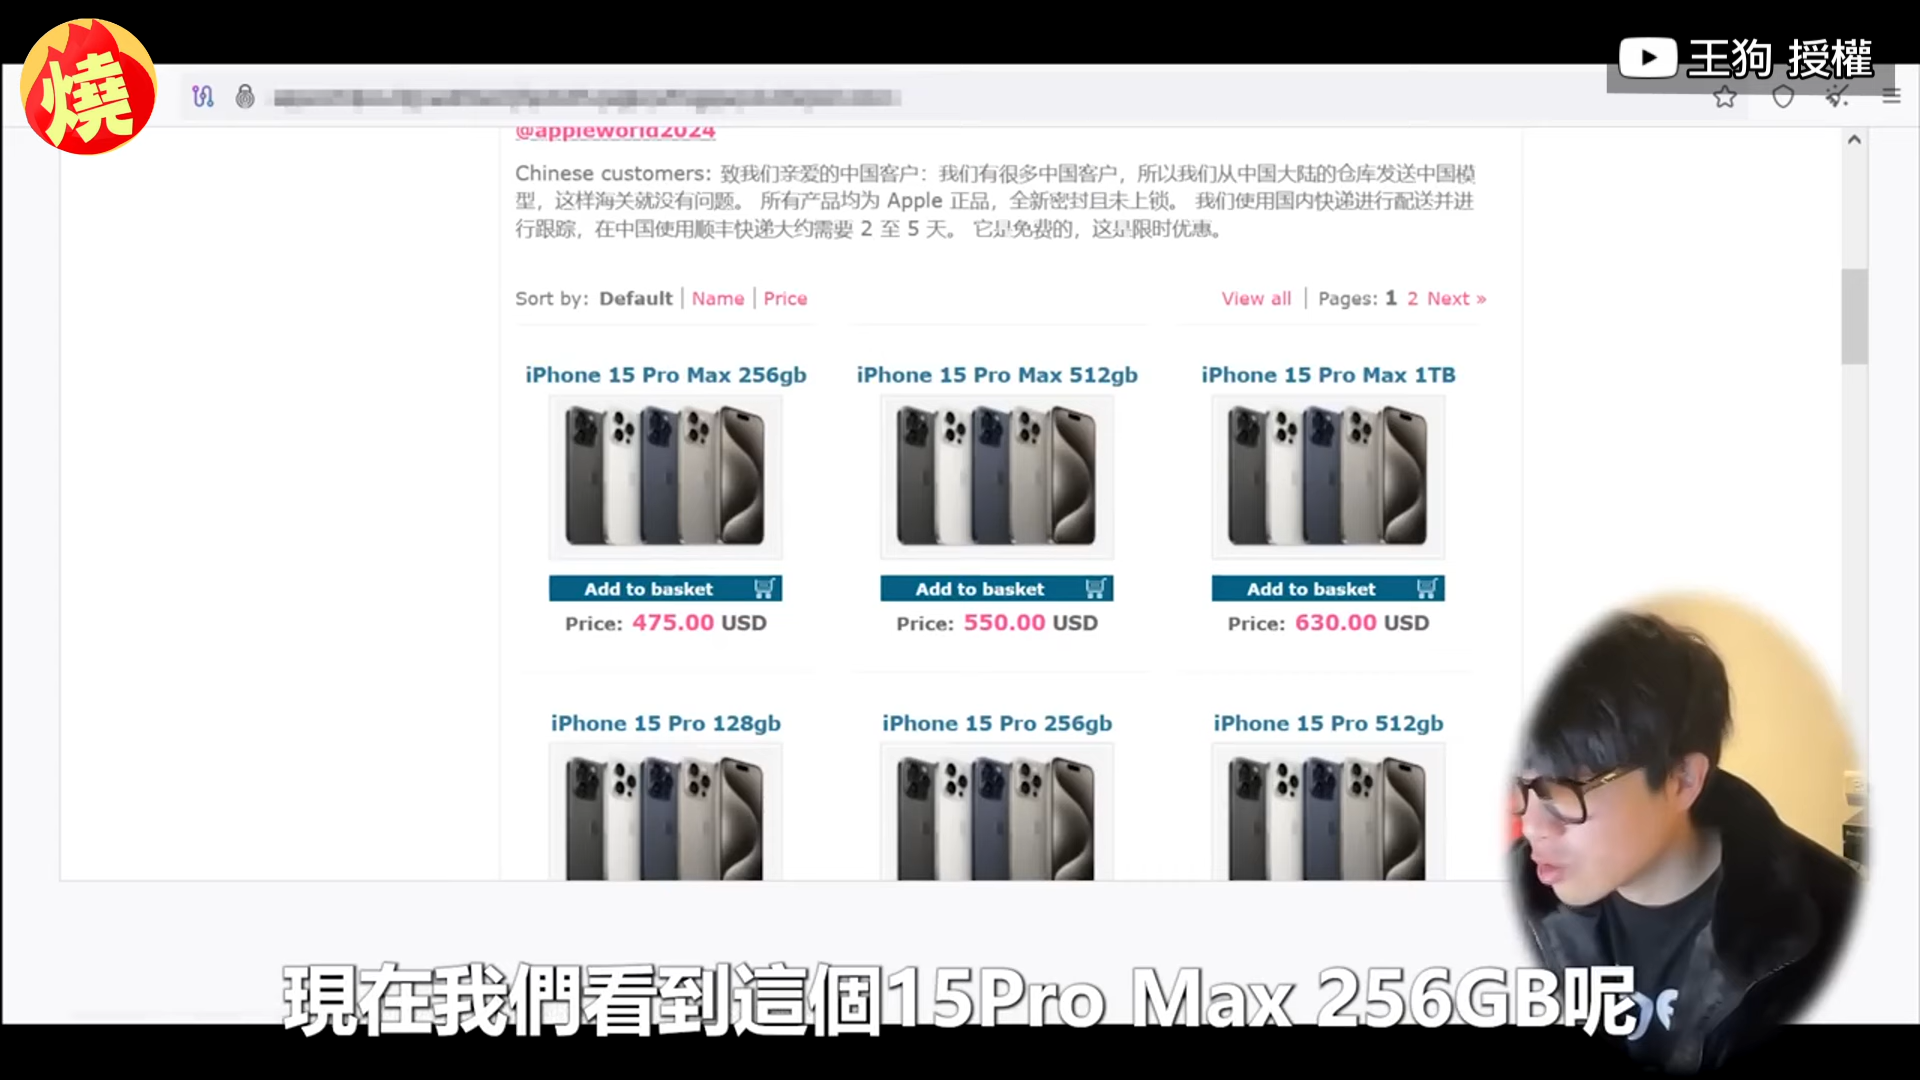 燒
王狗 授權
@appleworld2024
Chinese customers: 致我们亲爱的中国客户：我们有很多中国客户，所以我们从中国大陆的仓库发送中国模
型，这样海关就没有问题。 所有产品均为 Apple 正品，全新密封且未上锁。 我们使用国内快递进行配送并进
行跟踪，在中国使用顺丰快递大约需要 2 至 5 天。 它是免费的，这是限时优惠。
Sort by: Default | Name | Price
View all | Pages: 1 2 Next »
iPhone 15 Pro Max 256gb
iPhone 15 Pro Max 512gb
iPhone 15 Pro Max 1TB
Add to basket
Add to basket
Add to basket
Price: 475.00 USD
Price: 550.00 USD
Price: 630.00 USD
iPhone 15 Pro 128gb
iPhone 15 Pro 256gb
iPhone 15 Pro 512gb
現在我們看到這個15Pro Max 256GB呢